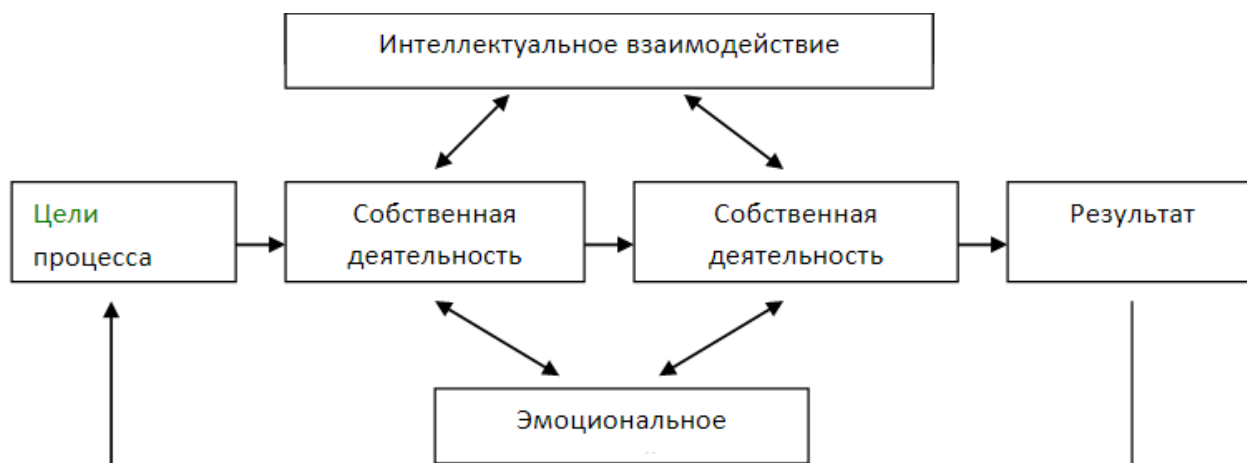 Интеллектуальное взаимодействие
Цели
процесса
Собственная
деятельность
Собственная
деятельность
Результат
Эмоциональное